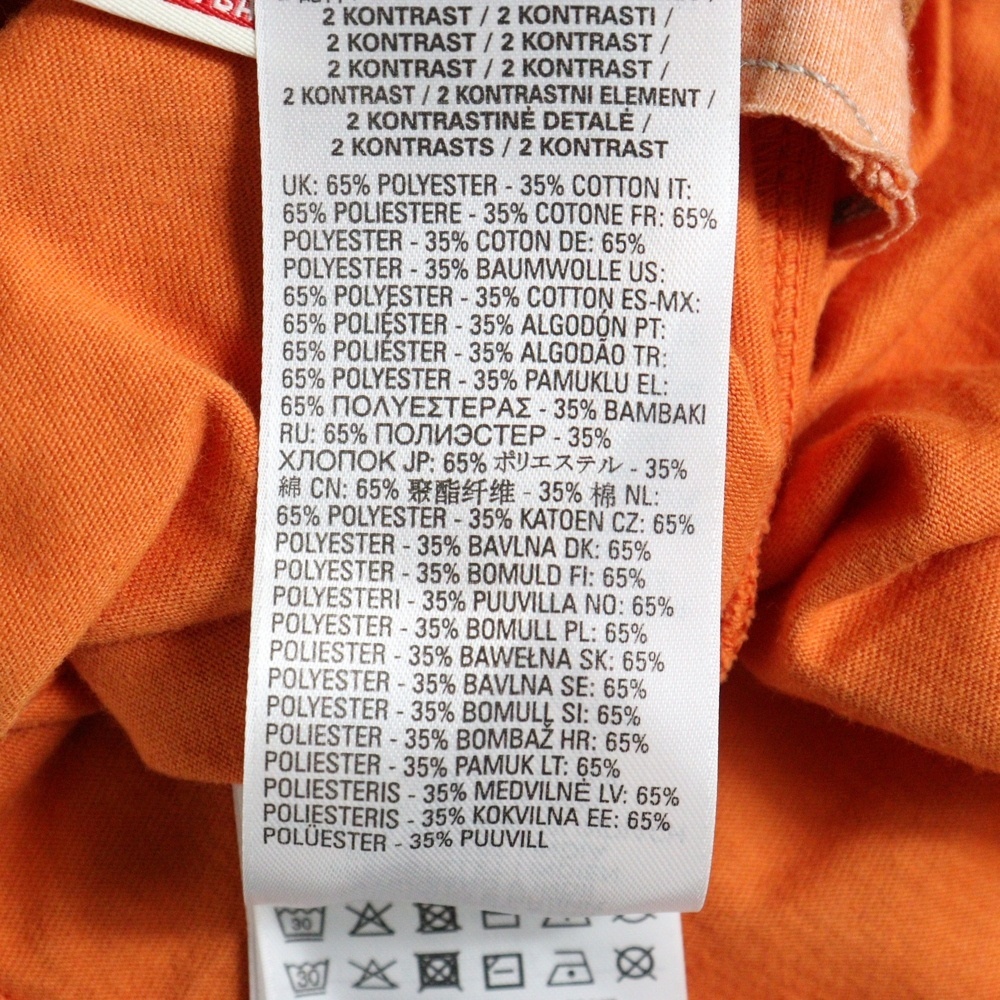 2 KONTRAST / 2 KONTRASTI /
2 KONTRAST / 2 KONTRAST /
2 KONTRAST / 2 KONTRAST /
2 KONTRAST / 2 KONTRASTNI ELEMENT /
2 KONTRASTINĖ DETALĖ /
2 KONTRASTS / 2 KONTRAST
UK: 65% POLYESTER - 35% COTTON IT:
65% POLIESTERE - 35% COTONE FR: 65%
POLYESTER - 35% COTON DE: 65%
POLYESTER - 35% BAUMWOLLE US:
65% POLYESTER - 35% COTTON ES-MX:
65% POLIÉSTER - 35% ALGODÓN PT:
65% POLIÉSTER - 35% ALGODÃO TR:
65% POLYESTER - 35% PAMUKLU EL:
65% ΠΟΛΥΕΣΤΕΡΑΣ - 35% ΒΑΜΒΑΚΙ
RU: 65% ПОЛИЭСТЕР - 35%
ХЛОПОК JP: 65% ポリエステル - 35%
綿 CN: 65% 聚酯纤维 - 35% 棉 NL:
65% POLYESTER - 35% KATOEN CZ: 65%
POLYESTER - 35% BAVLNA DK: 65%
POLYESTER - 35% BOMULD FI: 65%
POLYESTERI - 35% PUUVILLA NO: 65%
POLYESTER - 35% BOMULL PL: 65%
POLIESTER - 35% BAWEŁNA SK: 65%
POLYESTER - 35% BAVLNA SE: 65%
POLYESTER - 35% BOMULL SI: 65%
POLIESTER - 35% BOMBAŽ HR: 65%
POLIESTER - 35% PAMUK LT: 65%
POLIESTERIS - 35% MEDVILNĖ LV: 65%
POLIESTERIS - 35% KOKVILNA EE: 65%
POLÜESTER - 35% PUUVILL
30
30